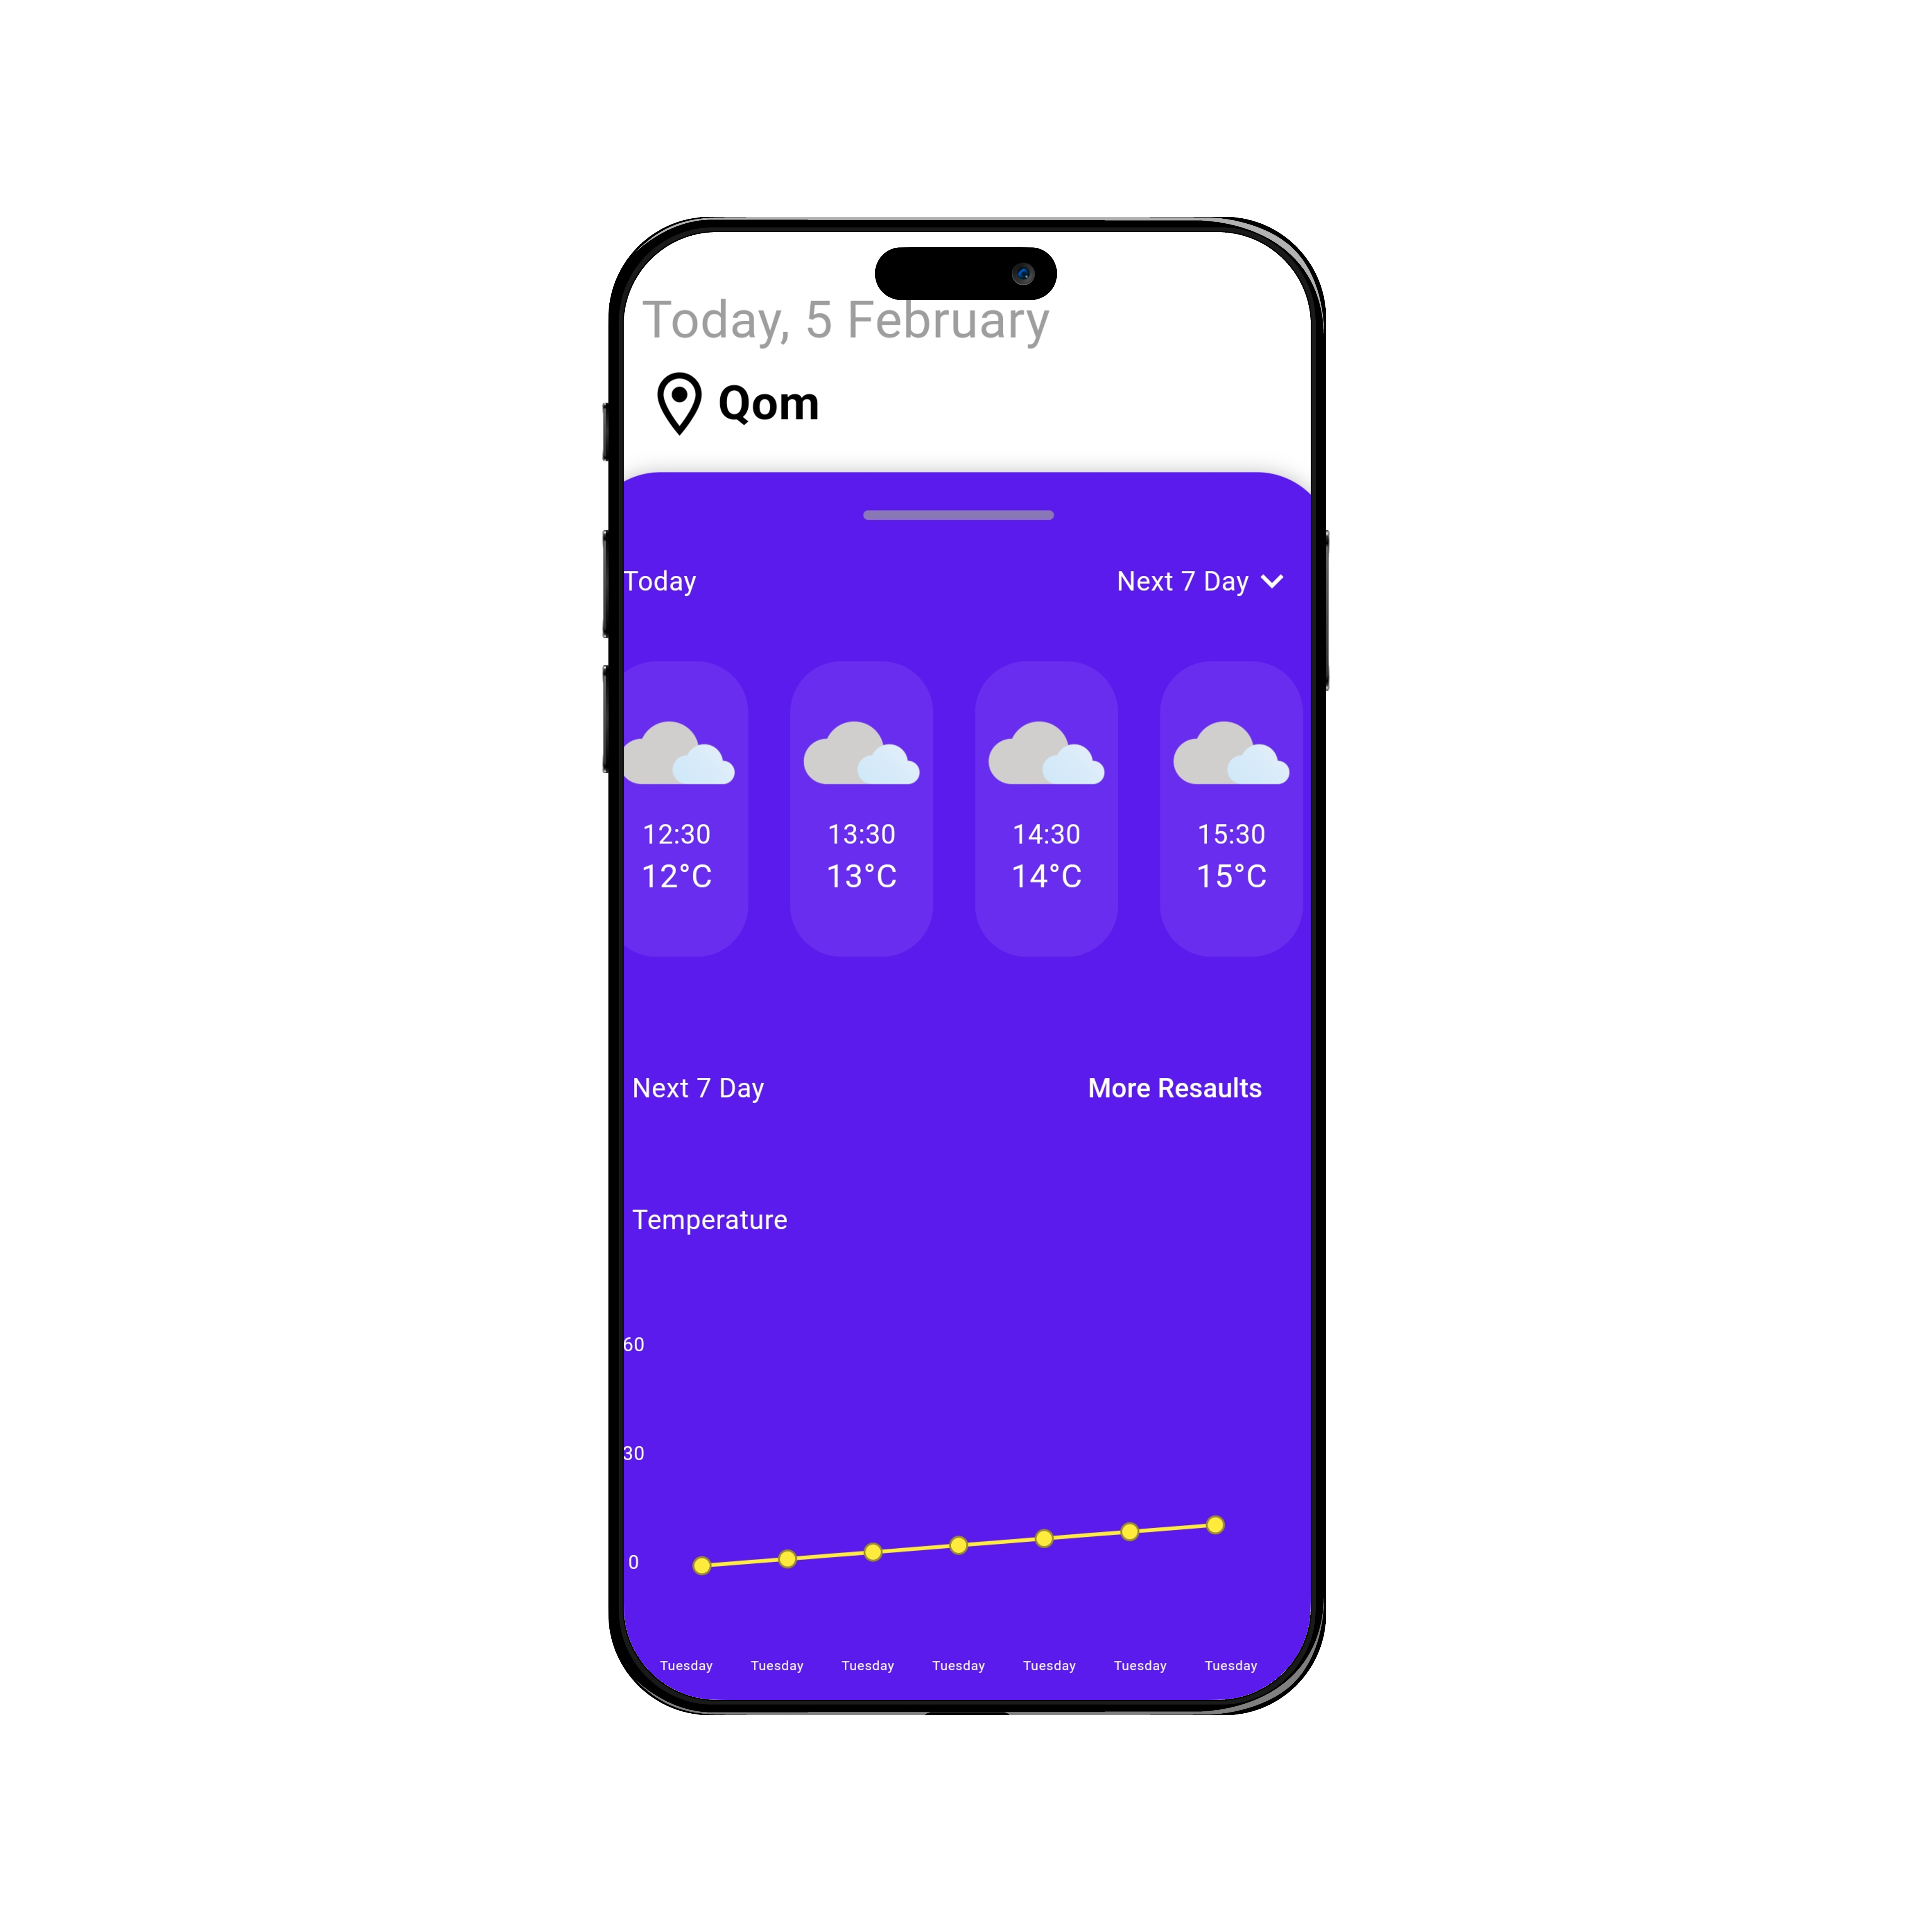 Today, 5 February
Qom
Today Next 7 Day
12:30 13:30 14:30 15:30
12°C 13°C 14°C 15°C
Next 7 Day More Resaults
Temperature
60
30
0
Tuesday Tuesday Tuesday Tuesday Tuesday Tuesday Tuesday